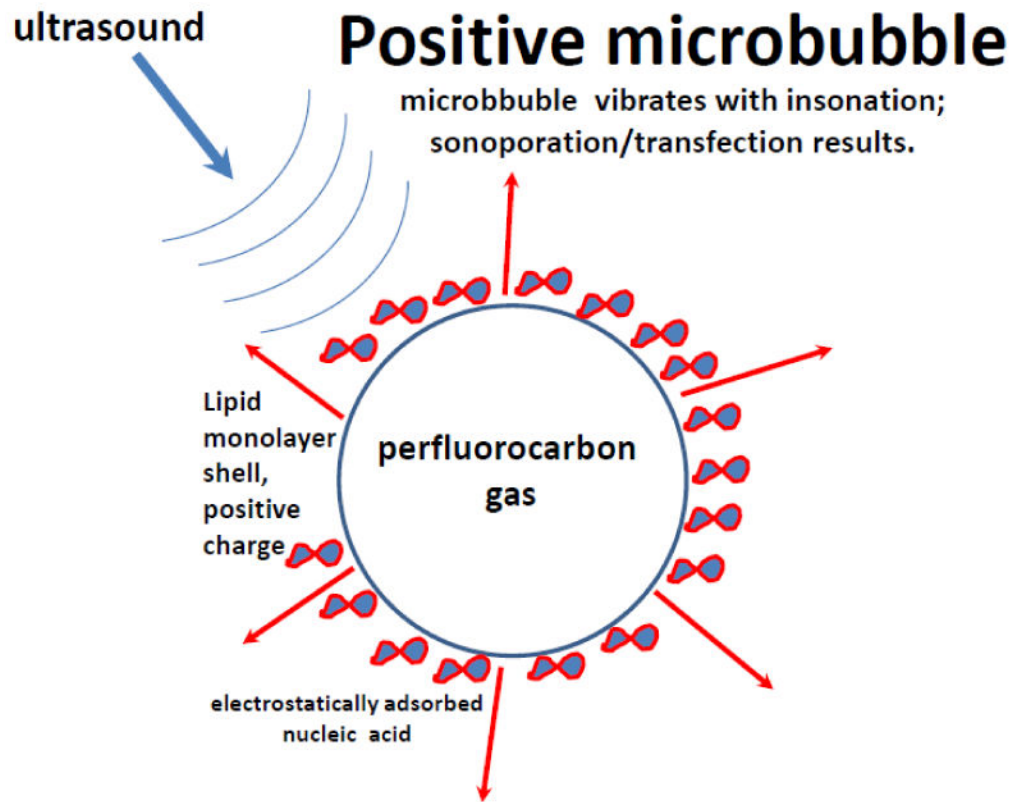 ultrasound
Positive microbubble
microbbuble vibrates with insonation;
sonoporation/transfection results.
Lipid
monolayer
shell,
positive
charge
perfluorocarbon
gas
electrostatically adsorbed
nucleic acid